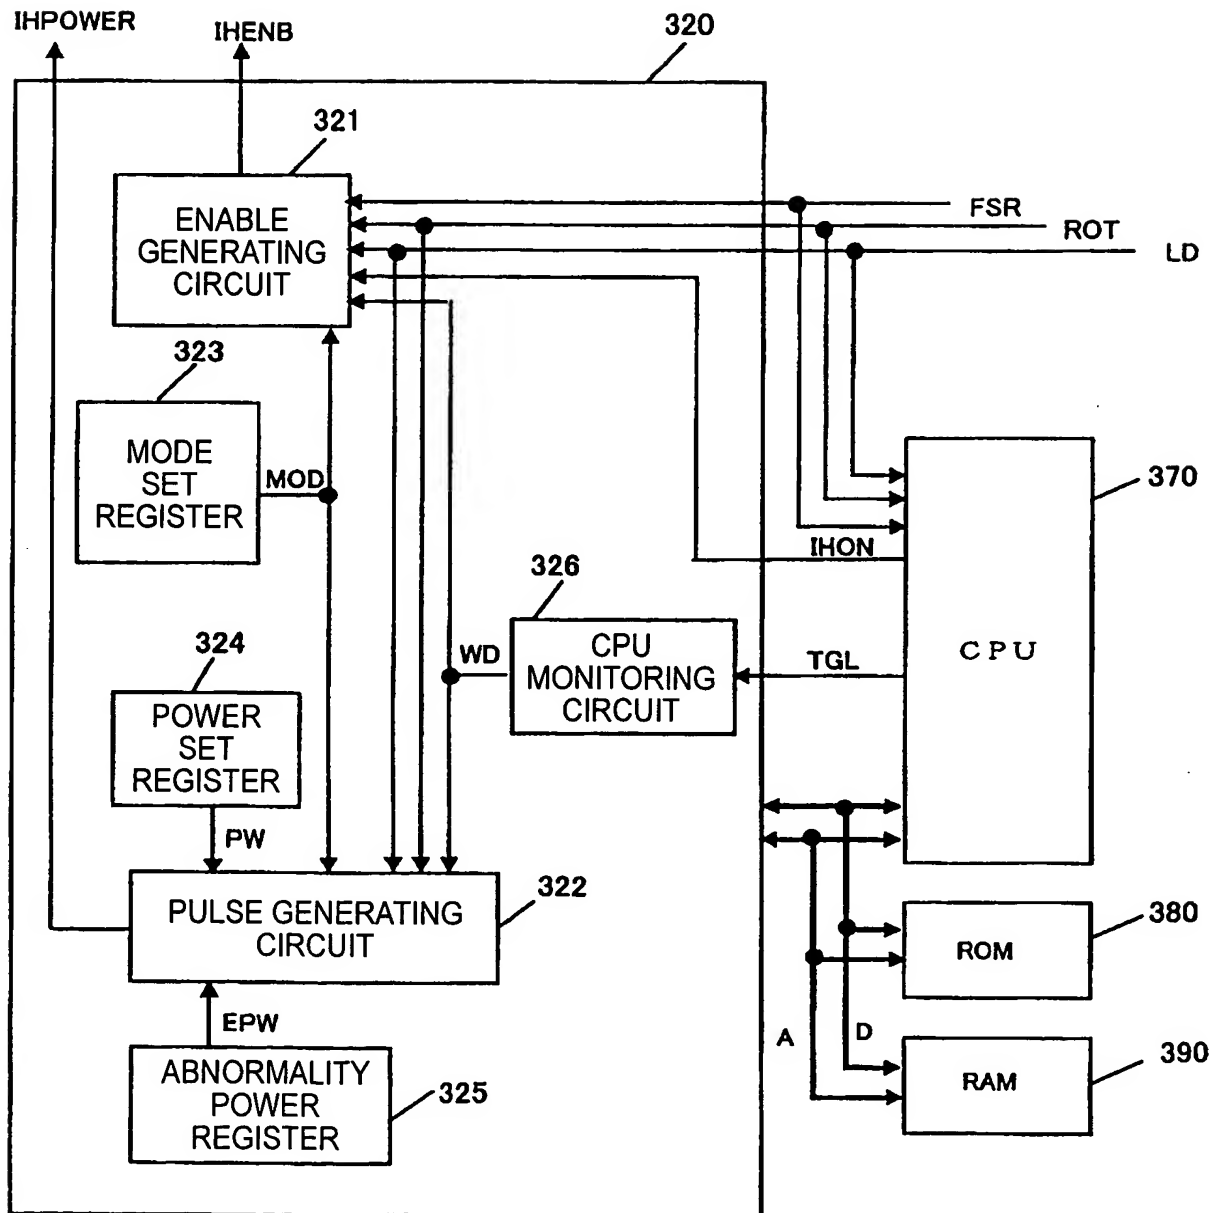 IHPOWER
IHENB
320
321
ENABLE
GENERATING
CIRCUIT
FSR
ROT
LD
323
MODE
SET
REGISTER
MOD
370
IHON
326
CPU
MONITORING
CIRCUIT
WD
TGL
CPU
324
POWER
SET
REGISTER
PW
PULSE GENERATING
CIRCUIT
322
380
ROM
EPW
A
D
ABNORMALITY
POWER
REGISTER
325
RAM
390